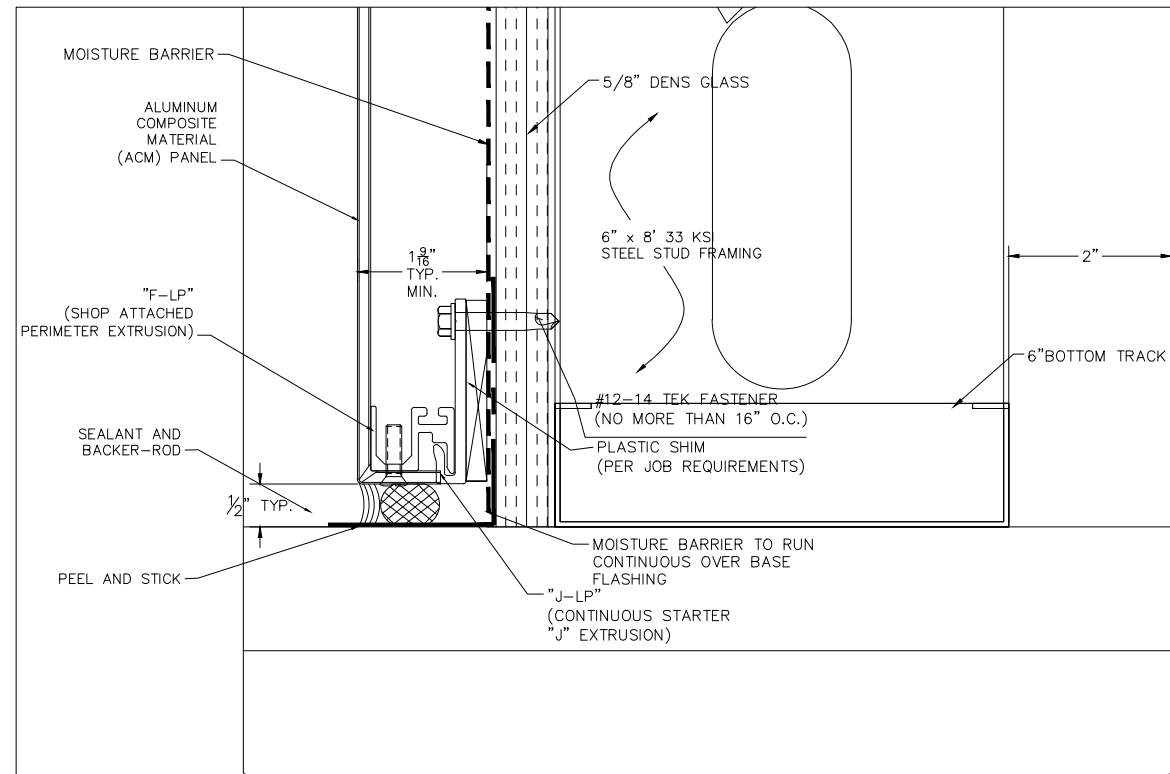 MOISTURE BARRIER
ALUMINUM
COMPOSITE
MATERIAL
(ACM) PANEL
"F-LP"
(SHOP ATTACHED
PERIMETER EXTRUSION)
SEALANT AND
BACKER-ROD
1/2" TYP.
PEEL AND STICK
1 9/16"
TYP.
MIN.
5/8" DENS GLASS
6" x 8' 33 KSI
STEEL STUD FRAMING
2"
6"BOTTOM TRACK
#12-14 TEK FASTENER
(NO MORE THAN 16" O.C.)
PLASTIC SHIM
(PER JOB REQUIREMENTS)
MOISTURE BARRIER TO RUN
CONTINUOUS OVER BASE
FLASHING
"J-LP"
(CONTINUOUS STARTER
"J" EXTRUSION)